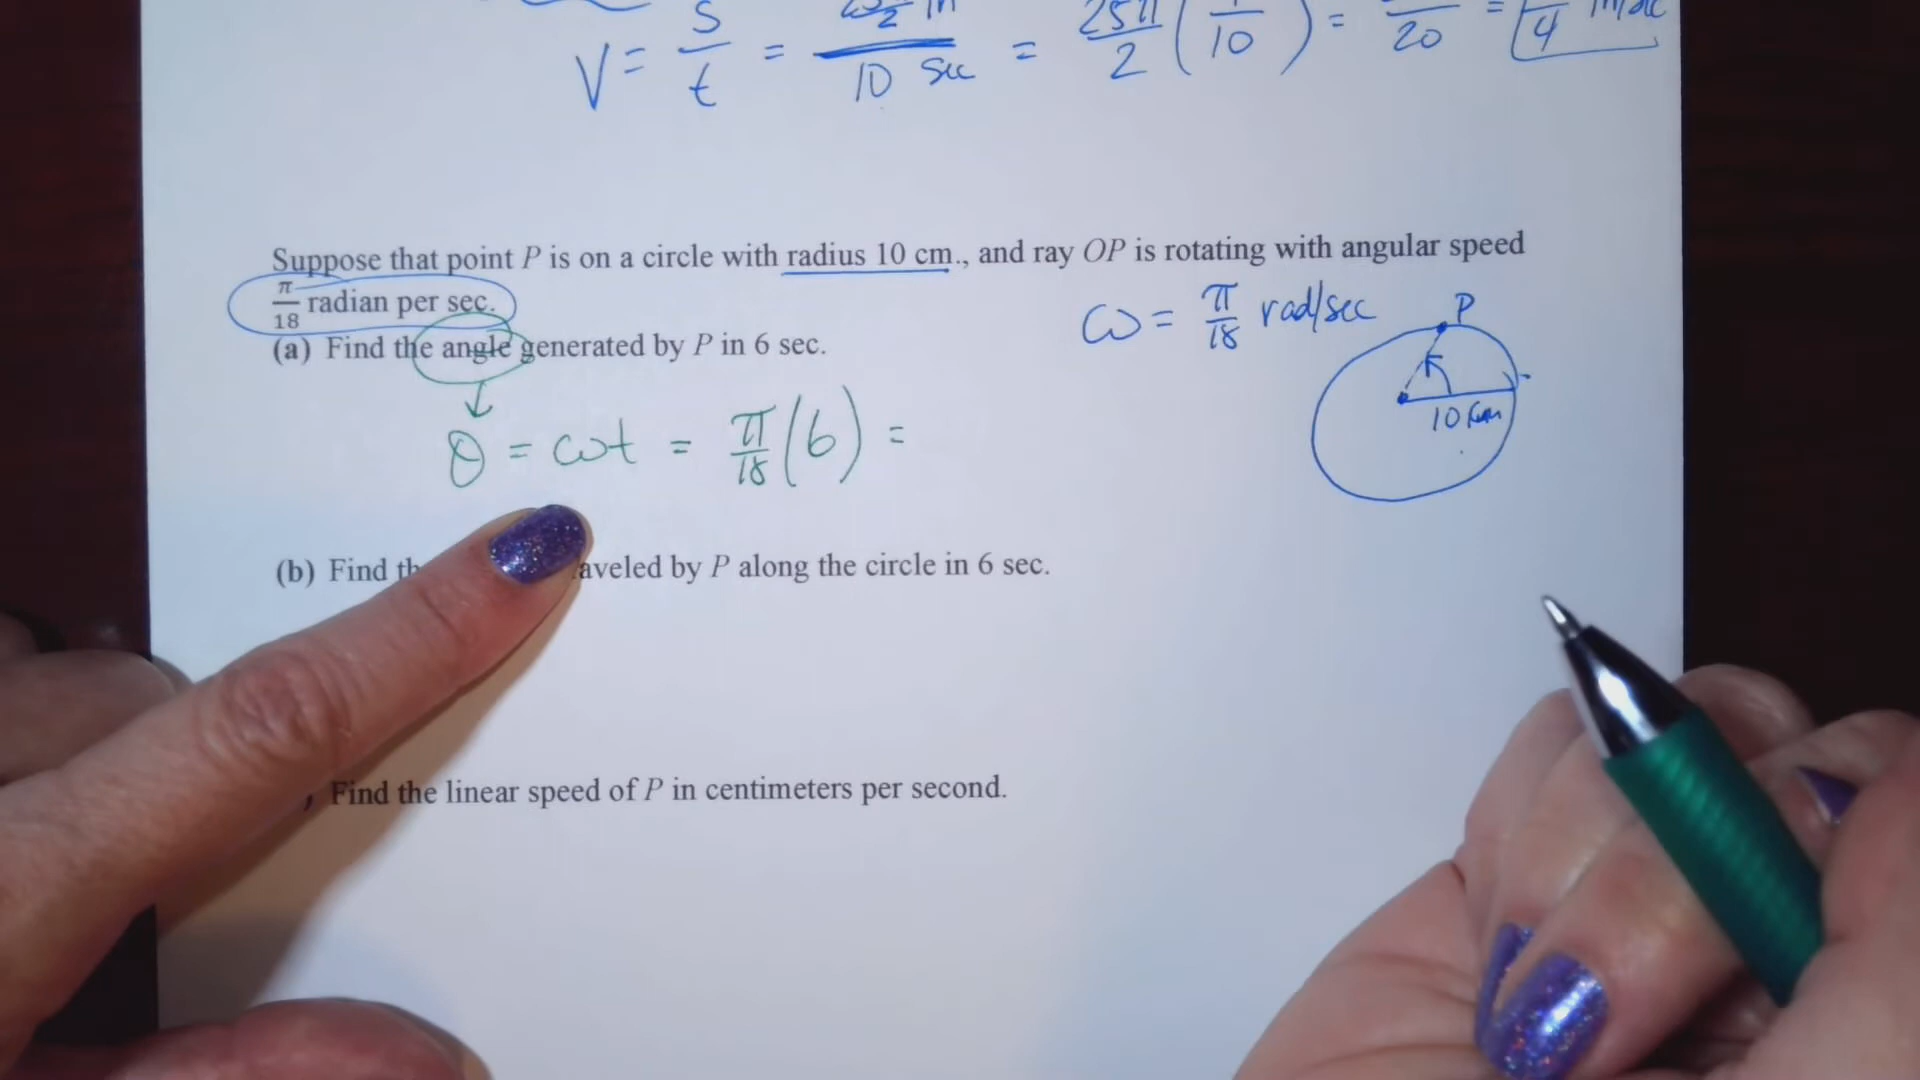 V = s/t = /10 sec = 25π/2 ( /10 ) = /20 = /4
Suppose that point P is on a circle with radius 10 cm., and ray OP is rotating with angular speed
π/18 radian per sec.
ω = π/18 rad/sec
P
(a) Find the angle generated by P in 6 sec.
10 cm
θ = ωt = π/18 (6) =
(b) Find aveled by P along the circle in 6 sec.
Find the linear speed of P in centimeters per second.